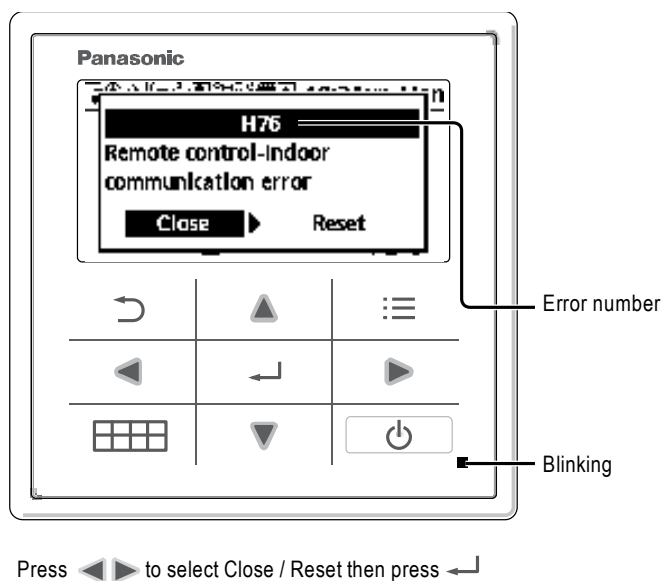 Panasonic
H76
Remote control-Indoor
communication error
Close
Reset
Error number
Blinking
Press to select Close / Reset then press